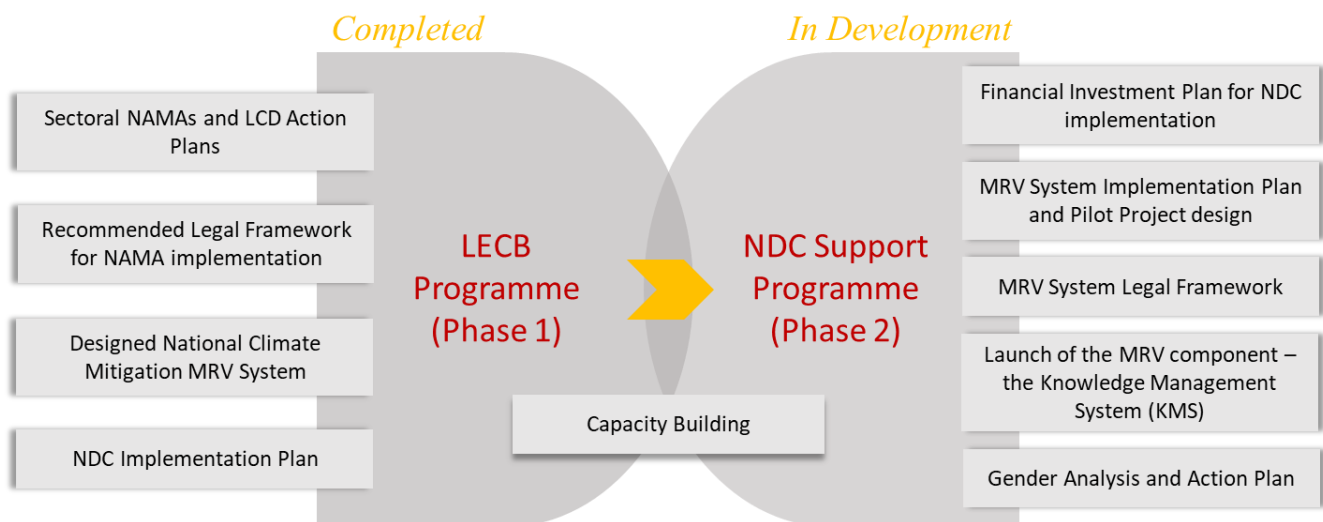 Completed
In Development
Sectoral NAMAs and LCD Action
Plans
Recommended Legal Framework
for NAMA implementation
Designed National Climate
Mitigation MRV System
NDC Implementation Plan
LECB
Programme
(Phase 1)
NDC Support
Programme
(Phase 2)
Capacity Building
Financial Investment Plan for NDC
implementation
MRV System Implementation Plan
and Pilot Project design
MRV System Legal Framework
Launch of the MRV component –
the Knowledge Management
System (KMS)
Gender Analysis and Action Plan